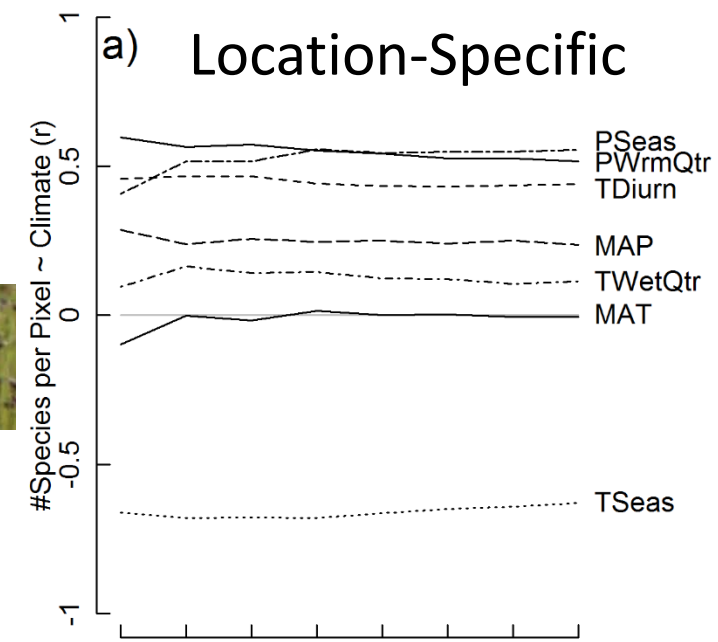 a) Location-Specific
#Species per Pixel ~ Climate (r)
1
0.5
0
-0.5
-1
PSeas
PWrmQtr
TDiurn
MAP
TWetQtr
MAT
TSeas